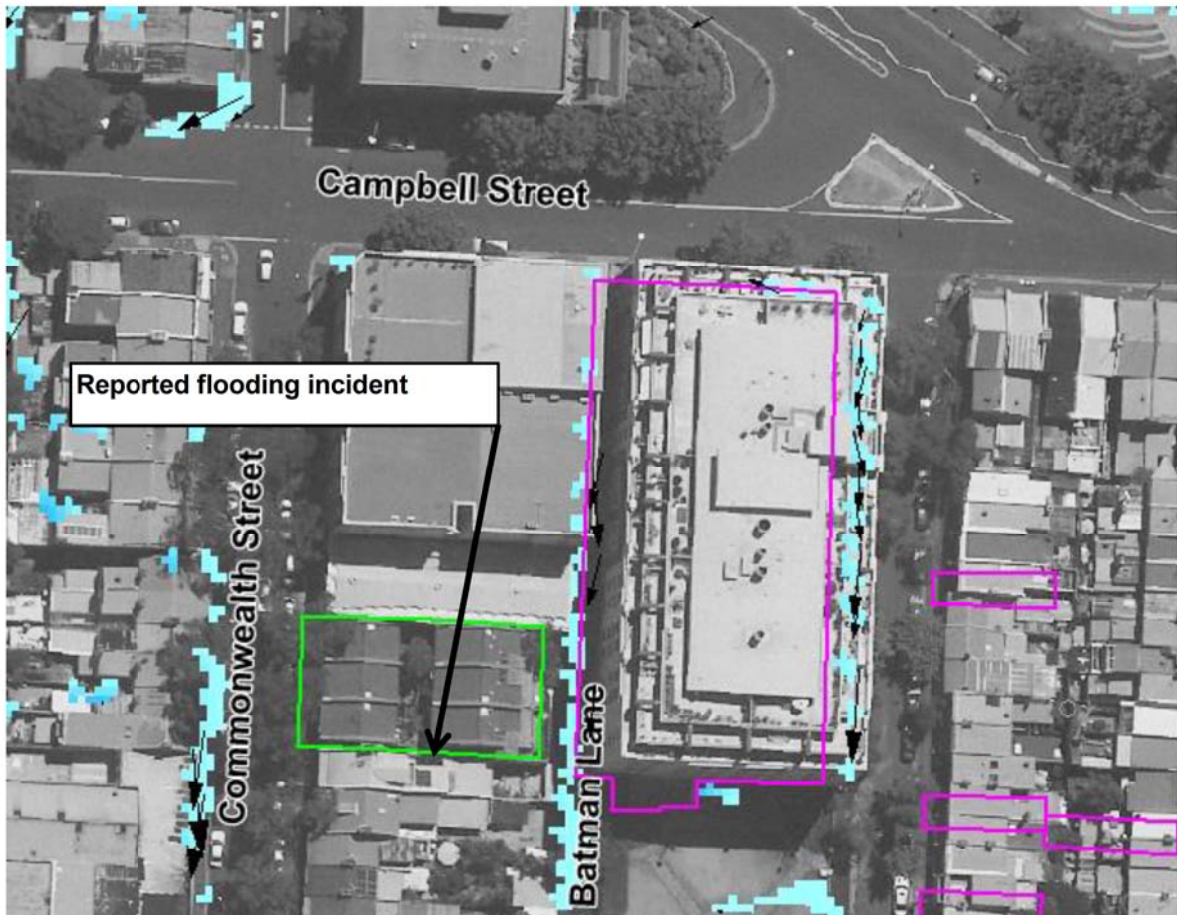 Campbell Street
Reported flooding incident
Commonwealth Street
Batman Lane